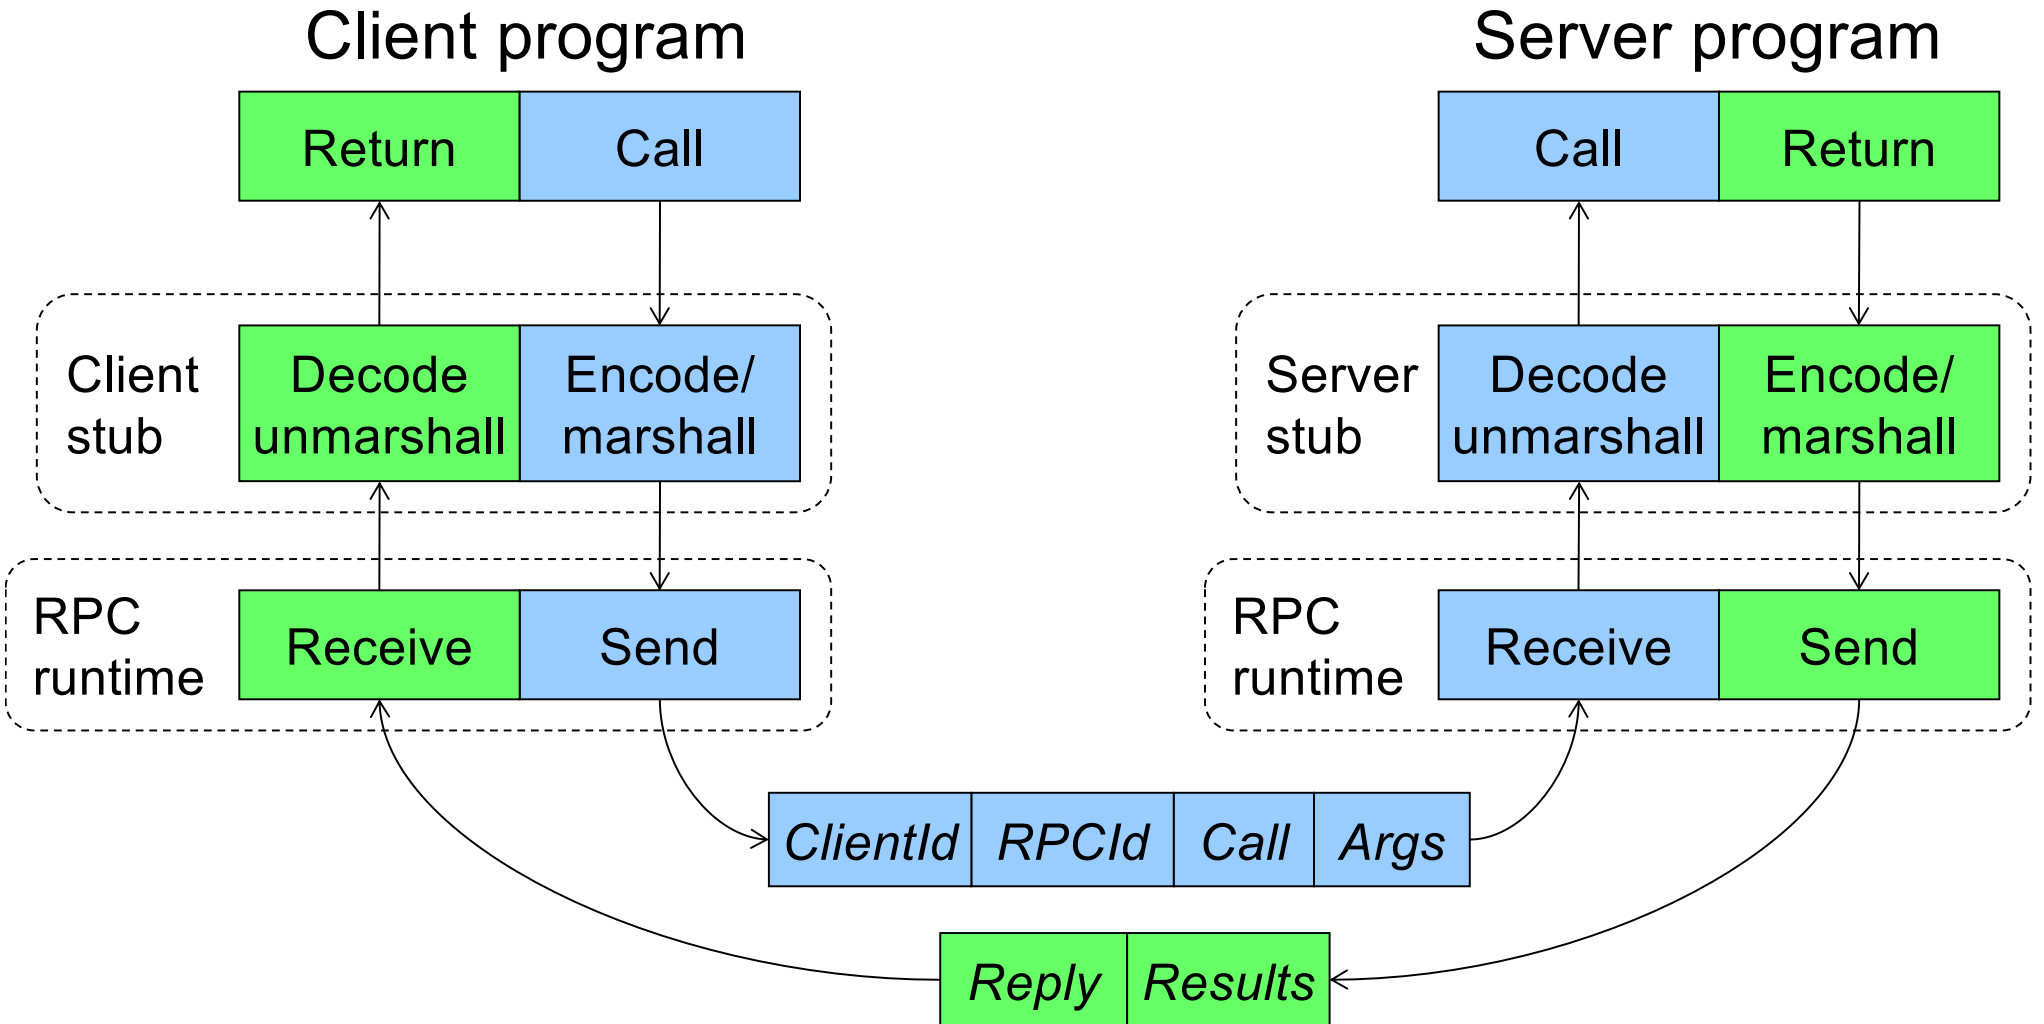 Client program
Server program
Return
Call
Call
Return
Client
stub
Decode
unmarshall
Encode/
marshall
Server
stub
Decode
unmarshall
Encode/
marshall
RPC
runtime
Receive
Send
RPC
runtime
Receive
Send
ClientId
RPCId
Call
Args
Reply
Results